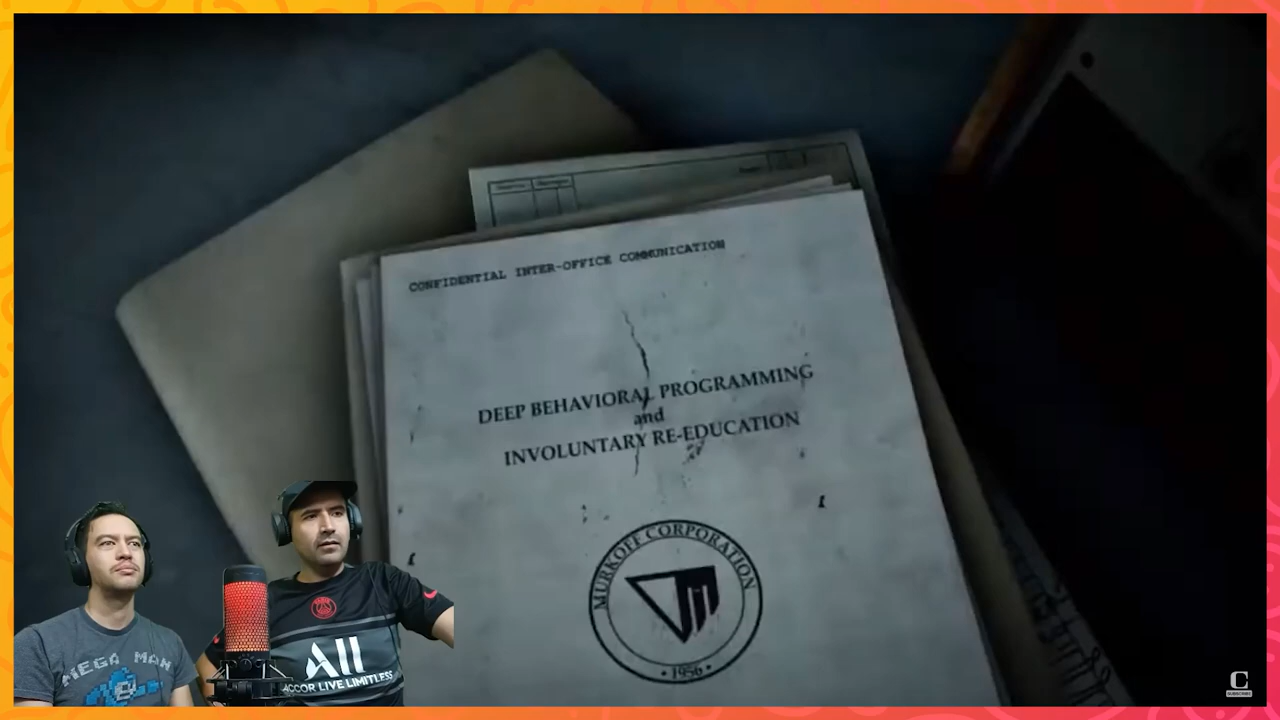 CONFIDENTIAL INTER-OFFICE COMMUNICATION
DEEP BEHAVIORAL PROGRAMMING
and
INVOLUNTARY RE-EDUCATION
MURKOFF CORPORATION
• 1956 •
MEGA MAN
All
ACCOR LIVE LIMITLESS
C
SUBSCRIBE